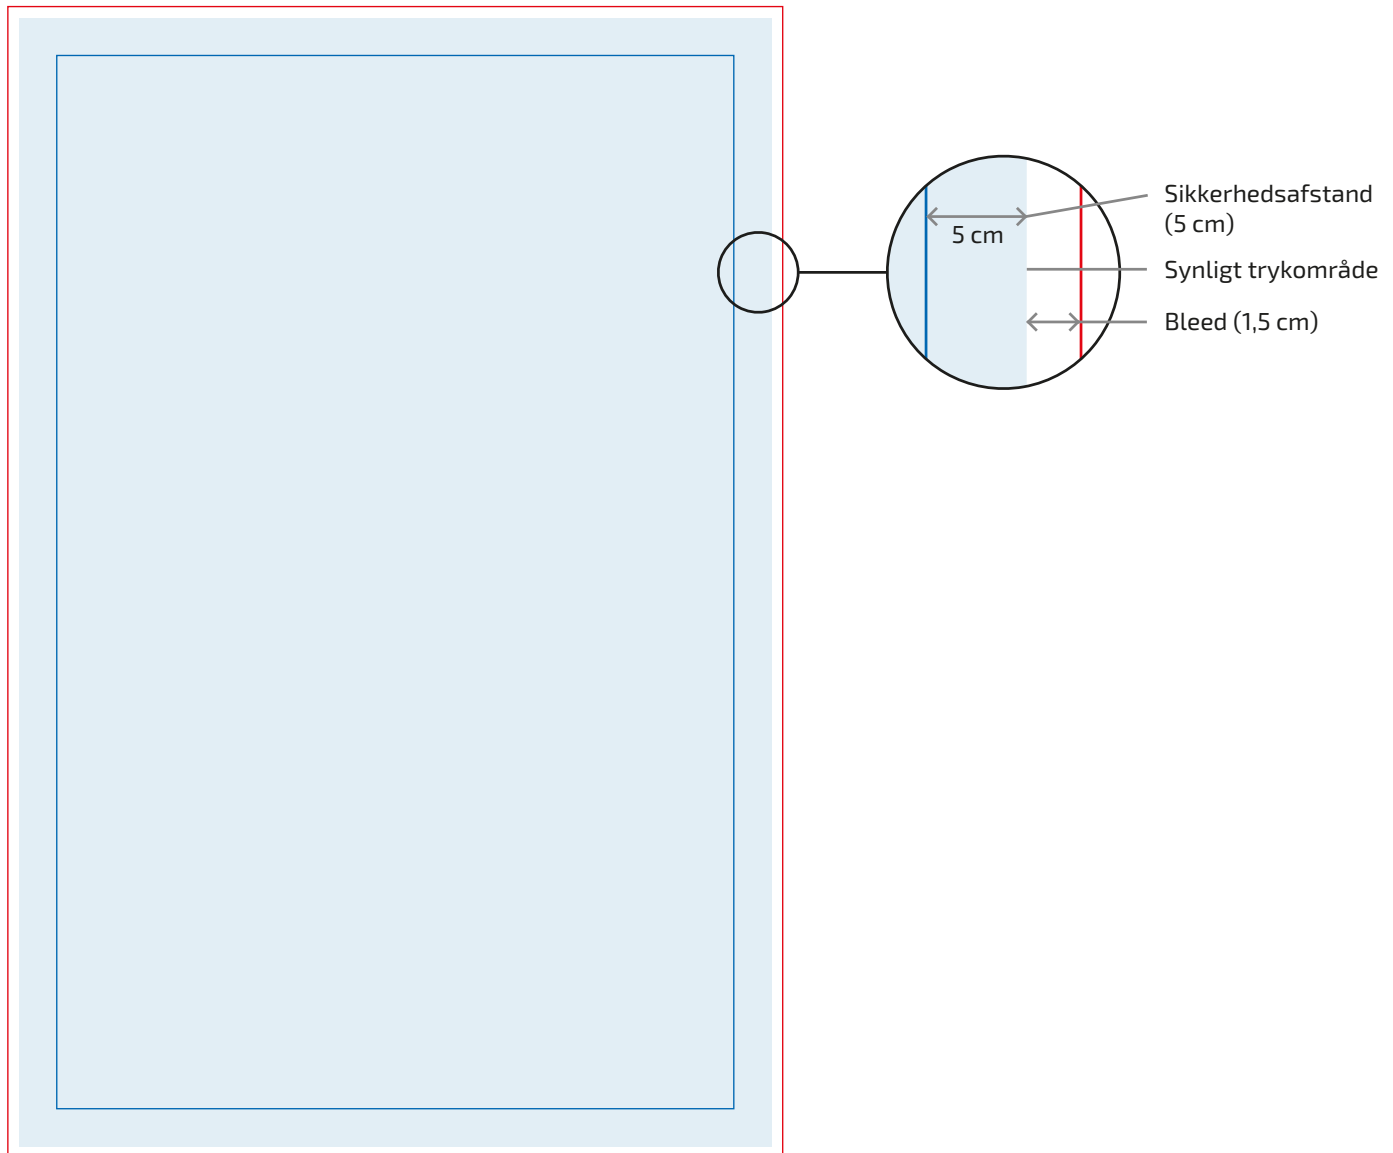 Sikkerhedsafstand
(5 cm)
5 cm
Synligt trykområde
Bleed (1,5 cm)